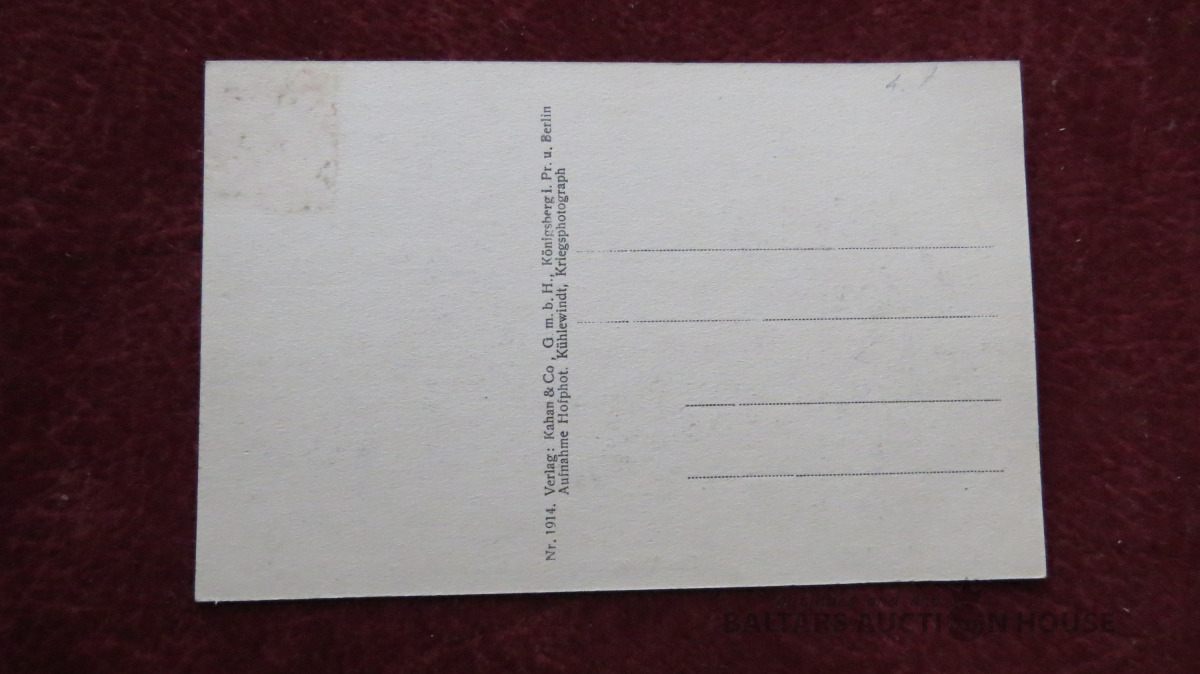 Nr. 1914. Verlag: Kahan & Co, G. m. b. H., Königsberg i. Pr. u. Berlin
Aufnahme Hofphot. Kühlewindt, Kriegsphotograph
BALTARS AUCTION HOUSE